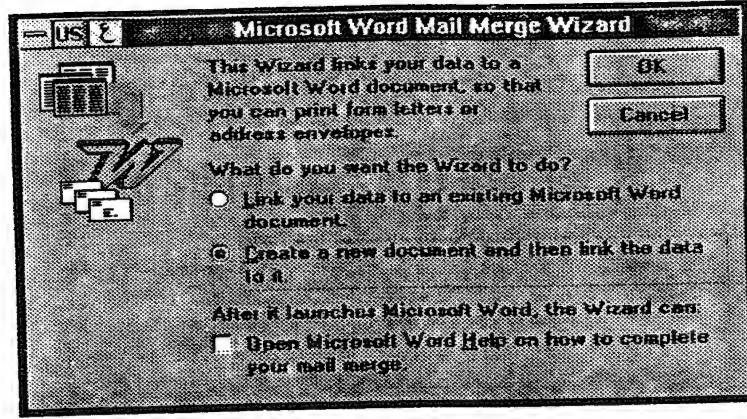 US ع Microsoft Word Mail Merge Wizard
This Wizard links your data to a
Microsoft Word document, so that
you can print form letters or
address envelopes.
OK
Cancel
What do you want the Wizard to do?
Link your data to an existing Microsoft Word
document.
Create a new document and then link the data
to it.
After it launches Microsoft Word, the Wizard can:
Open Microsoft Word Help on how to complete
your mail merge.